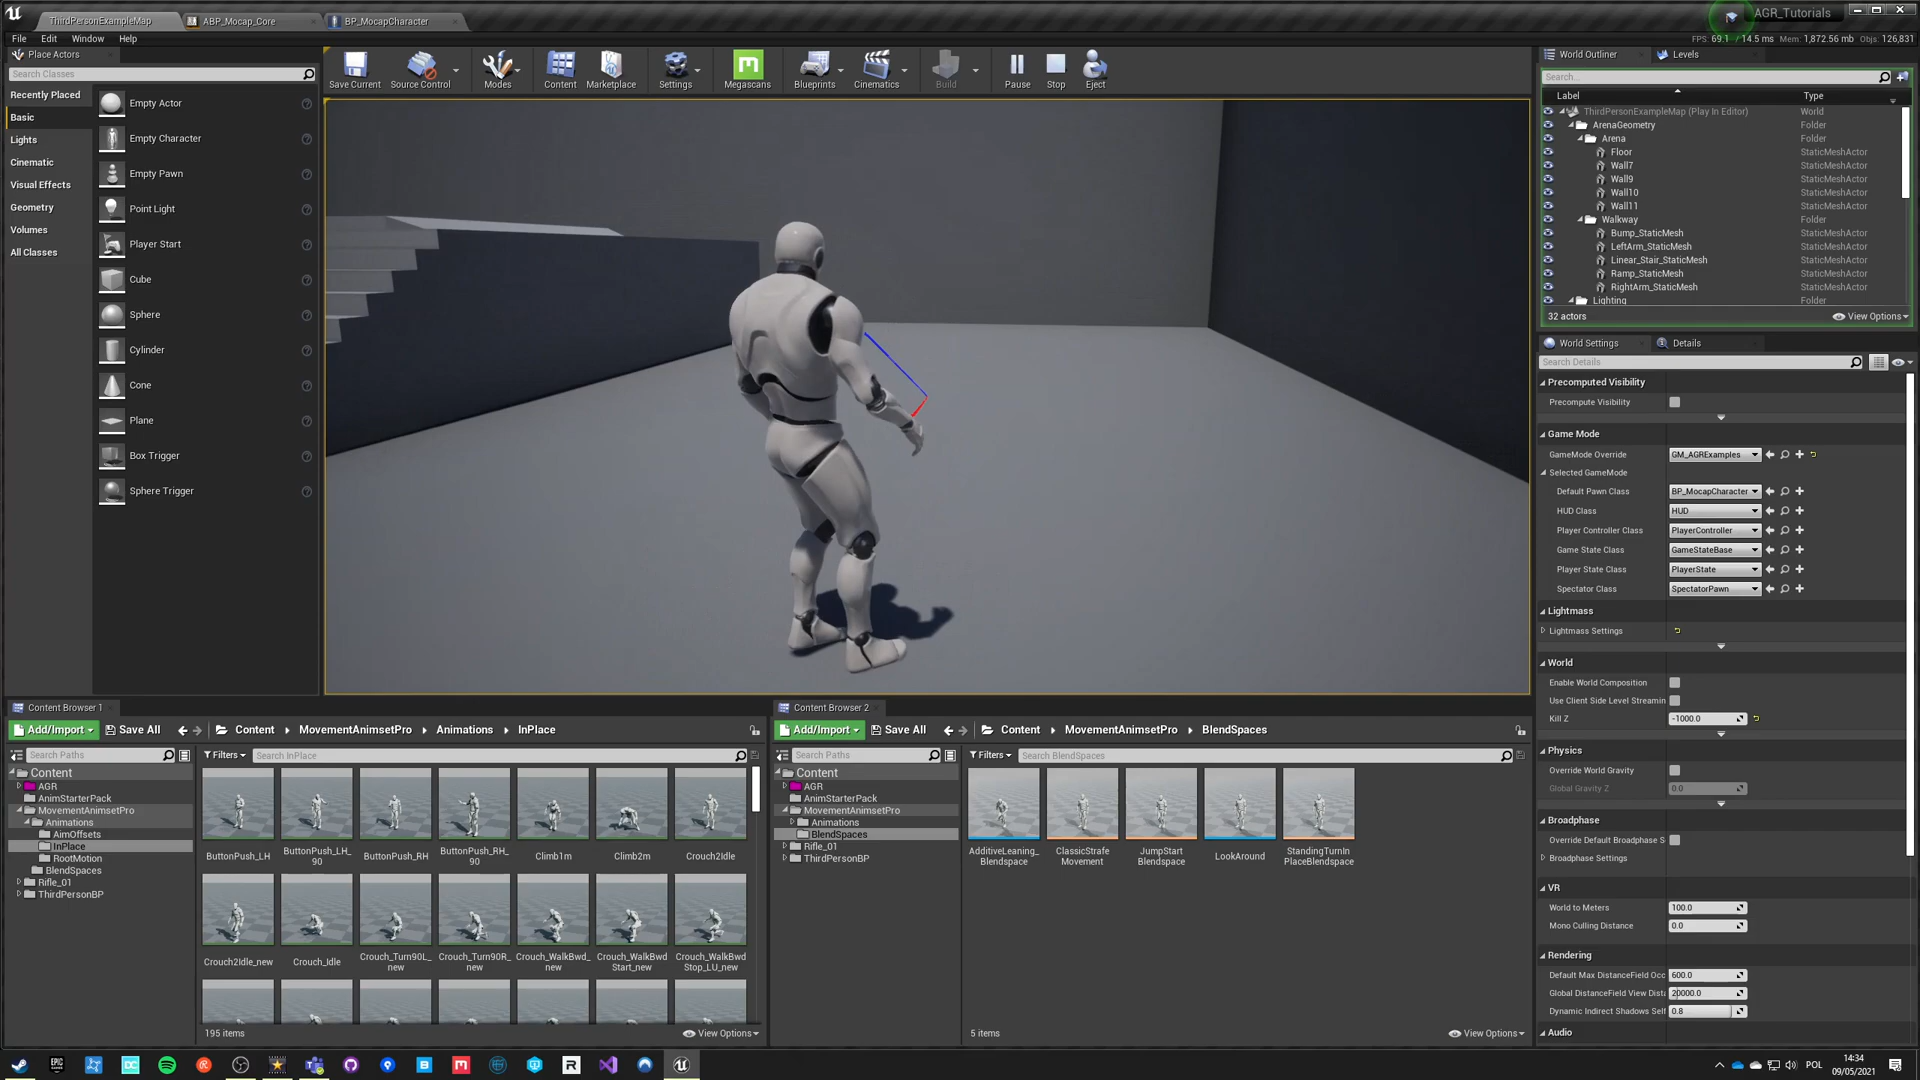 ThirdPersonExampleMap
ABP_Mocap_Core
BP_MocapCharacter
AGR_Tutorials
File Edit Window Help
FPS: 69.1 / 14.5 ms Mem: 1,872.56 mb Objs: 126,831
Place Actors
Search Classes
Recently Placed
Basic
Lights
Cinematic
Visual Effects
Geometry
Volumes
All Classes
Empty Actor
Empty Character
Empty Pawn
Point Light
Player Start
Cube
Sphere
Cylinder
Cone
Plane
Box Trigger
Sphere Trigger
Save Current
Source Control
Modes
Content
Marketplace
Settings
Megascans
Blueprints
Cinematics
Build
Pause
Stop
Eject
World Outliner
Levels
Search...
Label Type
ThirdPersonExampleMap (Play In Editor) World
ArenaGeometry Folder
Arena Folder
Floor StaticMeshActor
Wall7 StaticMeshActor
Wall9 StaticMeshActor
Wall10 StaticMeshActor
Wall11 StaticMeshActor
Walkway Folder
Bump_StaticMesh StaticMeshActor
LeftArm_StaticMesh StaticMeshActor
Linear_Stair_StaticMesh StaticMeshActor
Ramp_StaticMesh StaticMeshActor
RightArm_StaticMesh StaticMeshActor
Lighting Folder
32 actors
View Options
World Settings
Details
Search Details
Precomputed Visibility
Precompute Visibility
Game Mode
GameMode Override GM_AGRExamples
Selected GameMode
Default Pawn Class BP_MocapCharacter
HUD Class HUD
Player Controller Class PlayerController
Game State Class GameStateBase
Player State Class PlayerState
Spectator Class SpectatorPawn
Lightmass
Lightmass Settings
World
Enable World Composition
Use Client Side Level Streamin
Kill Z -1000.0
Physics
Override World Gravity
Global Gravity Z 0.0
Broadphase
Override Default Broadphase S
Broadphase Settings
VR
World to Meters 100.0
Mono Culling Distance 0.0
Rendering
Default Max DistanceField Occ 600.0
Global DistanceField View Dista 20000.0
Dynamic Indirect Shadows Self 0.8
Audio
Content Browser 1
Add/Import Save All Content MovementAnimsetPro Animations InPlace
Search Paths
Filters
Search InPlace
Content
AGR
AnimStarterPack
MovementAnimsetPro
Animations
AimOffsets
InPlace
RootMotion
BlendSpaces
Rifle_01
ThirdPersonBP
ButtonPush_LH
ButtonPush_LH_
90
ButtonPush_RH
ButtonPush_RH_
90
Climb1m
Climb2m
Crouch2Idle
Crouch2Idle_new
Crouch_Idle
Crouch_Turn90L_
new
Crouch_Turn90R_
new
Crouch_WalkBwd_
new
Crouch_WalkBwd
Start_new
Crouch_WalkBwd
Stop_LU_new
195 items
View Options
Content Browser 2
Add/Import Save All Content MovementAnimsetPro BlendSpaces
Search Paths
Filters
Search BlendSpaces
Content
AGR
AnimStarterPack
MovementAnimsetPro
Animations
BlendSpaces
Rifle_01
ThirdPersonBP
AdditiveLeaning_
Blendspace
ClassicStrafe
Movement
JumpStart
Blendspace
LookAround
StandingTurnIn
PlaceBlendspace
5 items
View Options
POL
14:34
09/05/2021